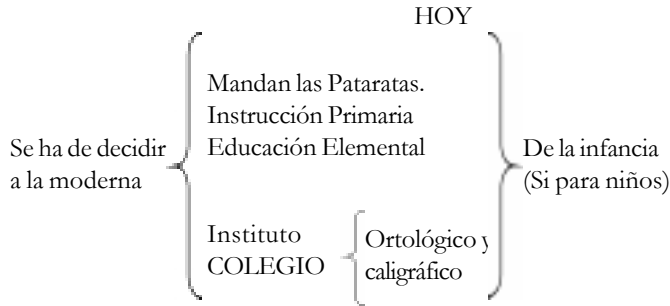 HOY
Mandan las Pataratas.
Instrucción Primaria
Educación Elemental
Se ha de decidir
a la moderna
De la infancia
(Si para niños)
Instituto
COLEGIO
Ortológico y
caligráfico